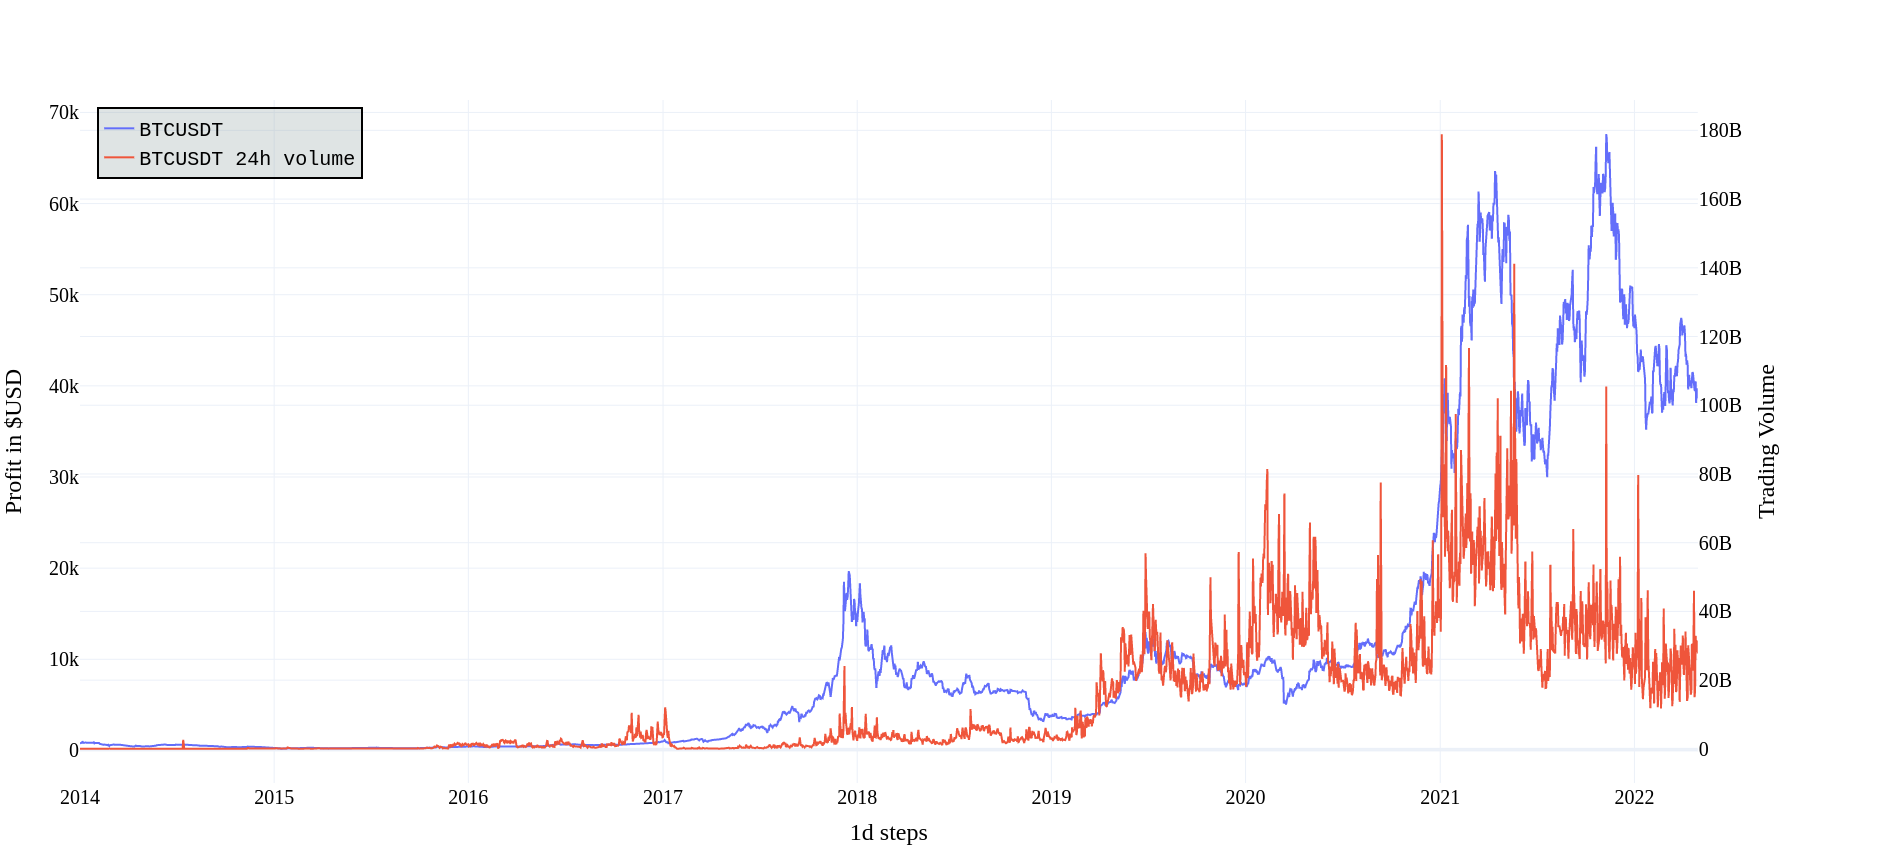 BTCUSDT
BTCUSDT 24h volume
70k
60k
50k
40k
30k
20k
10k
0
Profit in $USD
180B
160B
140B
120B
100B
80B
60B
40B
20B
0
Trading Volume
2014 2015 2016 2017 2018 2019 2020 2021 2022
1d steps